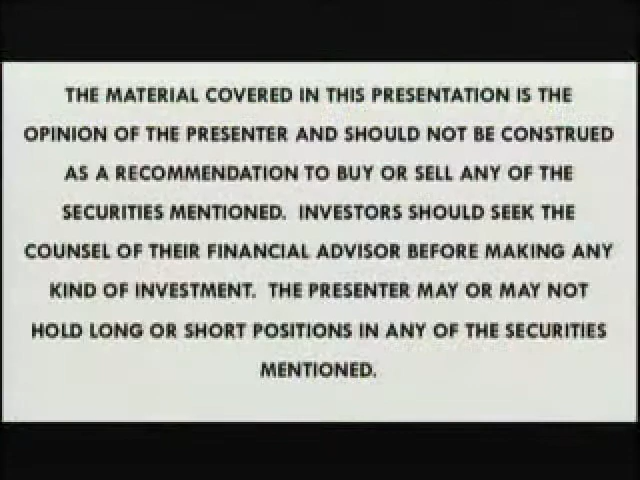 THE MATERIAL COVERED IN THIS PRESENTATION IS THE
OPINION OF THE PRESENTER AND SHOULD NOT BE CONSTRUED
AS A RECOMMENDATION TO BUY OR SELL ANY OF THE
SECURITIES MENTIONED.  INVESTORS SHOULD SEEK THE
COUNSEL OF THEIR FINANCIAL ADVISOR BEFORE MAKING ANY
KIND OF INVESTMENT.  THE PRESENTER MAY OR MAY NOT
HOLD LONG OR SHORT POSITIONS IN ANY OF THE SECURITIES
MENTIONED.